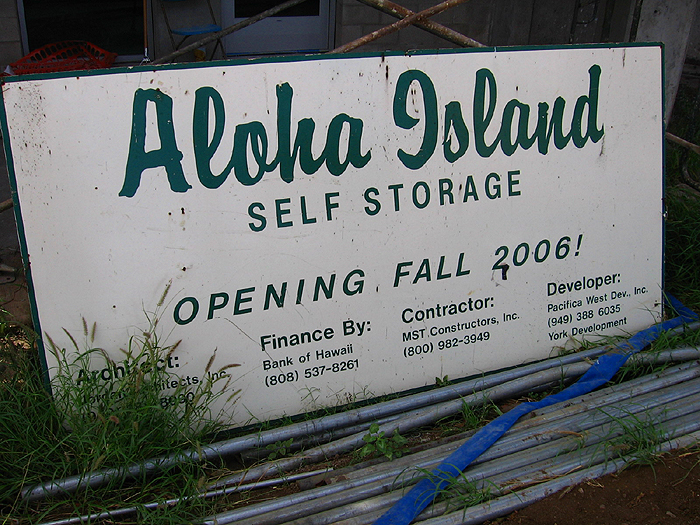 Aloha Island
SELF STORAGE
OPENING FALL 2006!
Architect:
Finance By:
Bank of Hawaii
(808) 537-8261
Contractor:
MST Constructors, Inc.
(800) 982-3949
Developer:
Pacifica West Dev., Inc.
(949) 388 6035
York Development